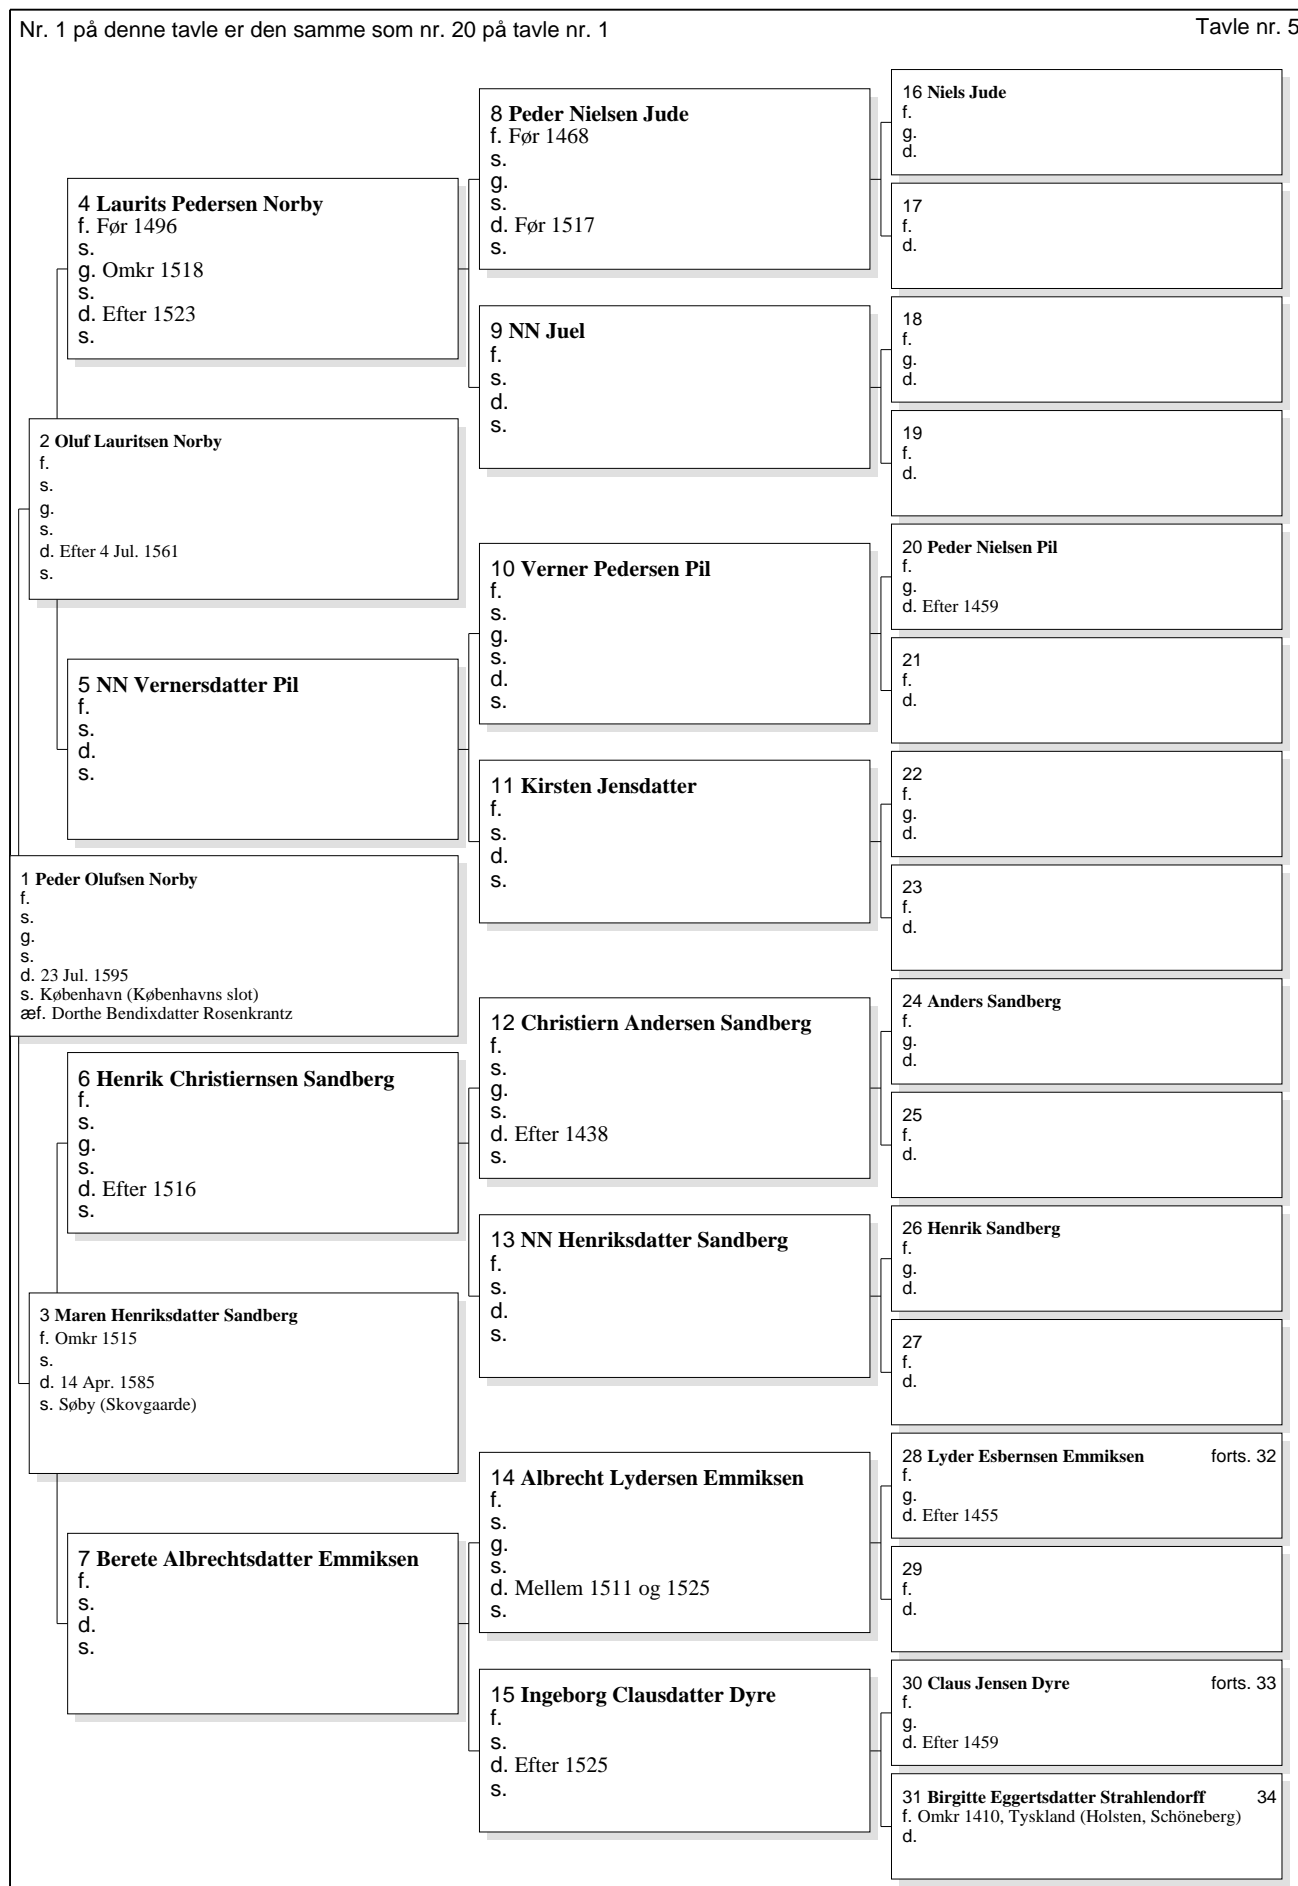 Nr. 1 på denne tavle er den samme som nr. 20 på tavle nr. 1
Tavle nr. 5
4 Laurits Pedersen Norby
f. Før 1496
s.
g. Omkr 1518
s.
d. Efter 1523
s.
2 Oluf Lauritsen Norby
f.
s.
g.
s.
d. Efter 4 Jul. 1561
s.
5 NN Vernersdatter Pil
f.
s.
d.
s.
1 Peder Olufsen Norby
f.
s.
g.
s.
d. 23 Jul. 1595
s. København (Københavns slot)
æf. Dorthe Bendixdatter Rosenkrantz
6 Henrik Christiernsen Sandberg
f.
s.
g.
s.
d. Efter 1516
s.
3 Maren Henriksdatter Sandberg
f. Omkr 1515
s.
d. 14 Apr. 1585
s. Søby (Skovgaarde)
7 Berete Albrechtsdatter Emmiksen
f.
s.
d.
s.
8 Peder Nielsen Jude
f. Før 1468
s.
g.
s.
d. Før 1517
s.
9 NN Juel
f.
s.
d.
s.
10 Verner Pedersen Pil
f.
s.
g.
s.
d.
s.
11 Kirsten Jensdatter
f.
s.
d.
s.
12 Christiern Andersen Sandberg
f.
s.
g.
s.
d. Efter 1438
s.
13 NN Henriksdatter Sandberg
f.
s.
d.
s.
14 Albrecht Lydersen Emmiksen
f.
s.
g.
s.
d. Mellem 1511 og 1525
s.
15 Ingeborg Clausdatter Dyre
f.
s.
d. Efter 1525
s.
16 Niels Jude
f.
g.
d.
17
f.
d.
18
f.
g.
d.
19
f.
d.
20 Peder Nielsen Pil
f.
g.
d. Efter 1459
21
f.
d.
22
f.
g.
d.
23
f.
d.
24 Anders Sandberg
f.
g.
d.
25
f.
d.
26 Henrik Sandberg
f.
g.
d.
27
f.
d.
28 Lyder Esbernsen Emmiksen forts. 32
f.
g.
d. Efter 1455
29
f.
d.
30 Claus Jensen Dyre forts. 33
f.
g.
d. Efter 1459
31 Birgitte Eggertsdatter Strahlendorff 34
f. Omkr 1410, Tyskland (Holsten, Schöneberg)
d.